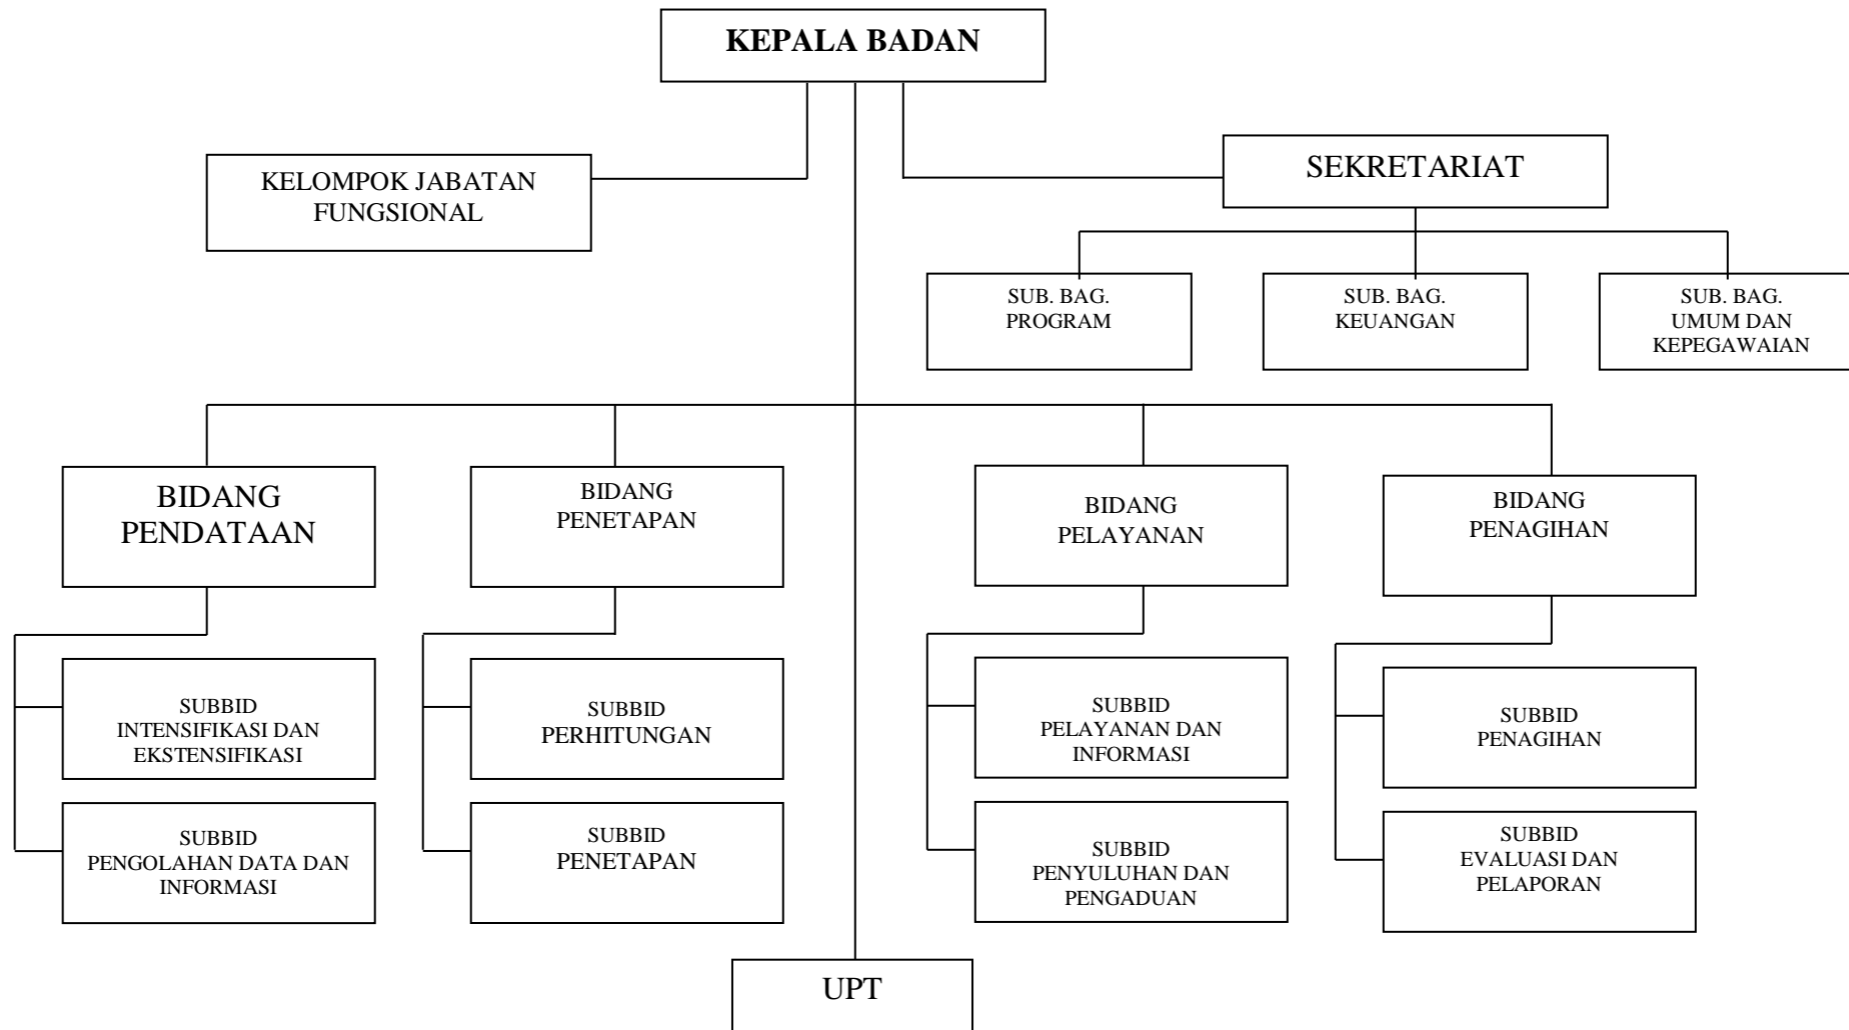 KEPALA BADAN
KELOMPOK JABATAN
FUNGSIONAL
SEKRETARIAT
SUB. BAG.
PROGRAM
SUB. BAG.
KEUANGAN
SUB. BAG.
UMUM DAN
KEPEGAWAIAN
BIDANG
PENDATAAN
BIDANG
PENETAPAN
BIDANG
PELAYANAN
BIDANG
PENAGIHAN
SUBBID
INTENSIFIKASI DAN
EKSTENSIFIKASI
SUBBID
PERHITUNGAN
SUBBID
PELAYANAN DAN
INFORMASI
SUBBID
PENAGIHAN
SUBBID
PENGOLAHAN DATA DAN
INFORMASI
SUBBID
PENETAPAN
SUBBID
PENYULUHAN DAN
PENGADUAN
SUBBID
EVALUASI DAN
PELAPORAN
UPT